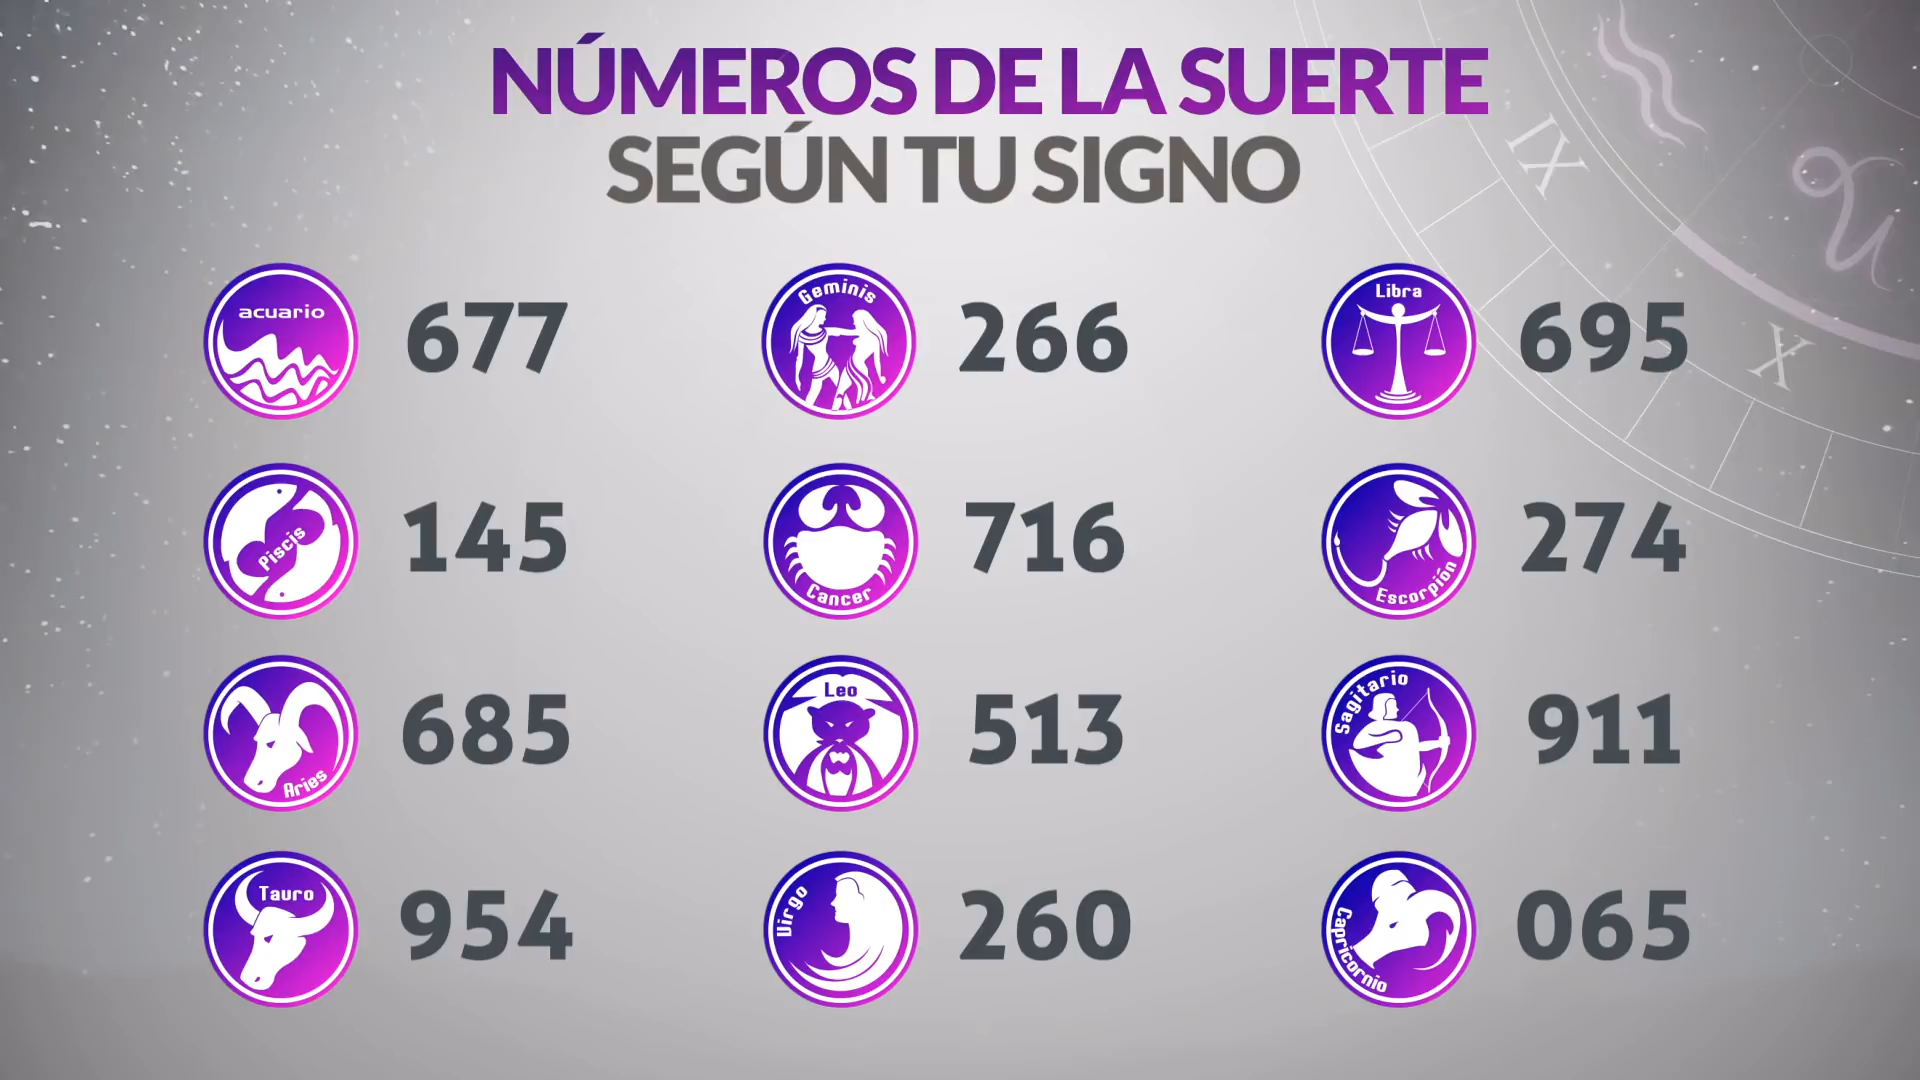 NÚMEROS DE LA SUERTE
SEGÚN TU SIGNO
IX
X
acuario 677
Geminis 266
Libra 695
Piscis 145
Cancer 716
Escorpión 274
Aries 685
Leo 513
Sagitario 911
Tauro 954
Virgo 260
Capricornio 065